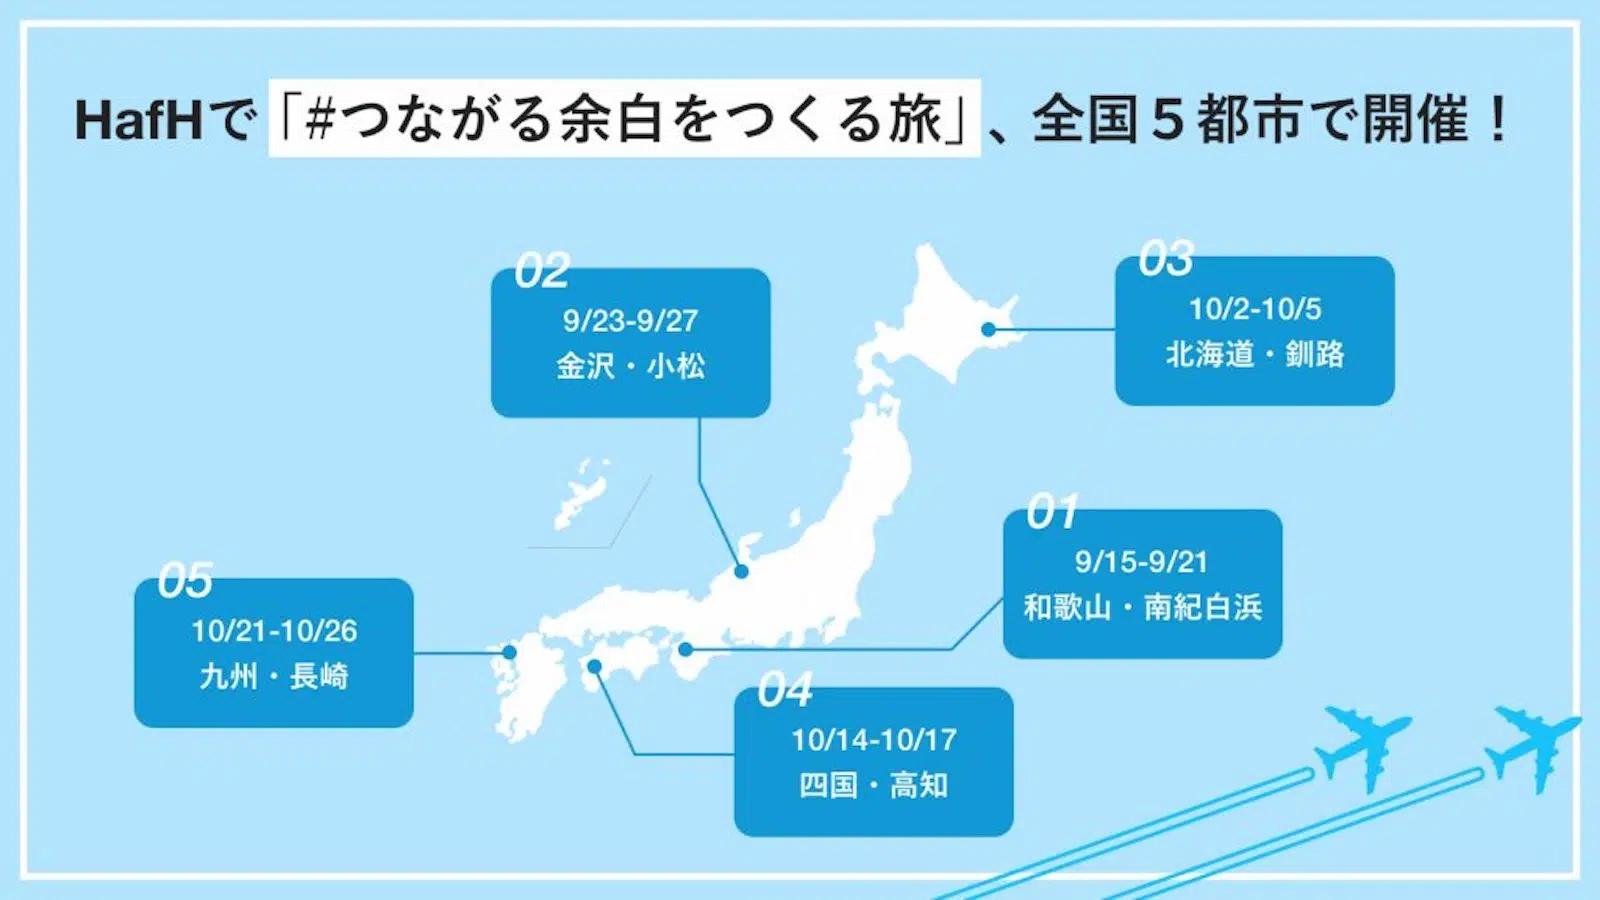 HafHで「#つながる余白をつくる旅」、全国５都市で開催！
02
9/23-9/27
金沢・小松
03
10/2-10/5
北海道・釧路
01
9/15-9/21
和歌山・南紀白浜
05
10/21-10/26
九州・長崎
04
10/14-10/17
四国・高知